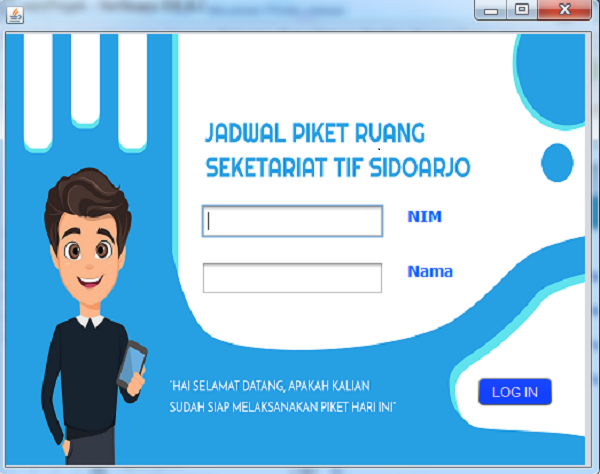 JADWAL PIKET RUANG
SEKETARIAT TIF SIDOARJO
NIM
Nama
"HAI SELAMAT DATANG, APAKAH KALIAN
SUDAH SIAP MELAKSANAKAN PIKET HARI INI"
LOG IN